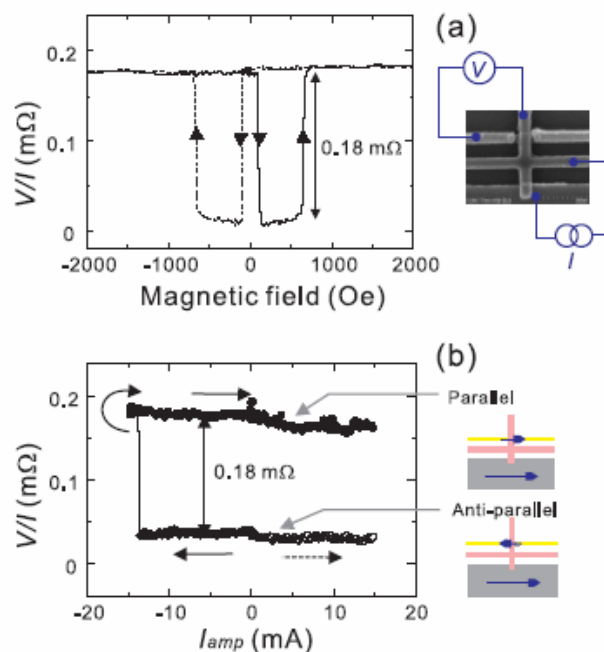 (a)
0.2
0.1
0
V/I (mΩ)
0.18 mΩ
-2000 -1000 0 1000 2000
Magnetic field (Oe)
V
I
(b)
0.2
0.1
0
V/I (mΩ)
0.18 mΩ
-20 -10 0 10 20
Iamp (mA)
Parallel
Anti-parallel